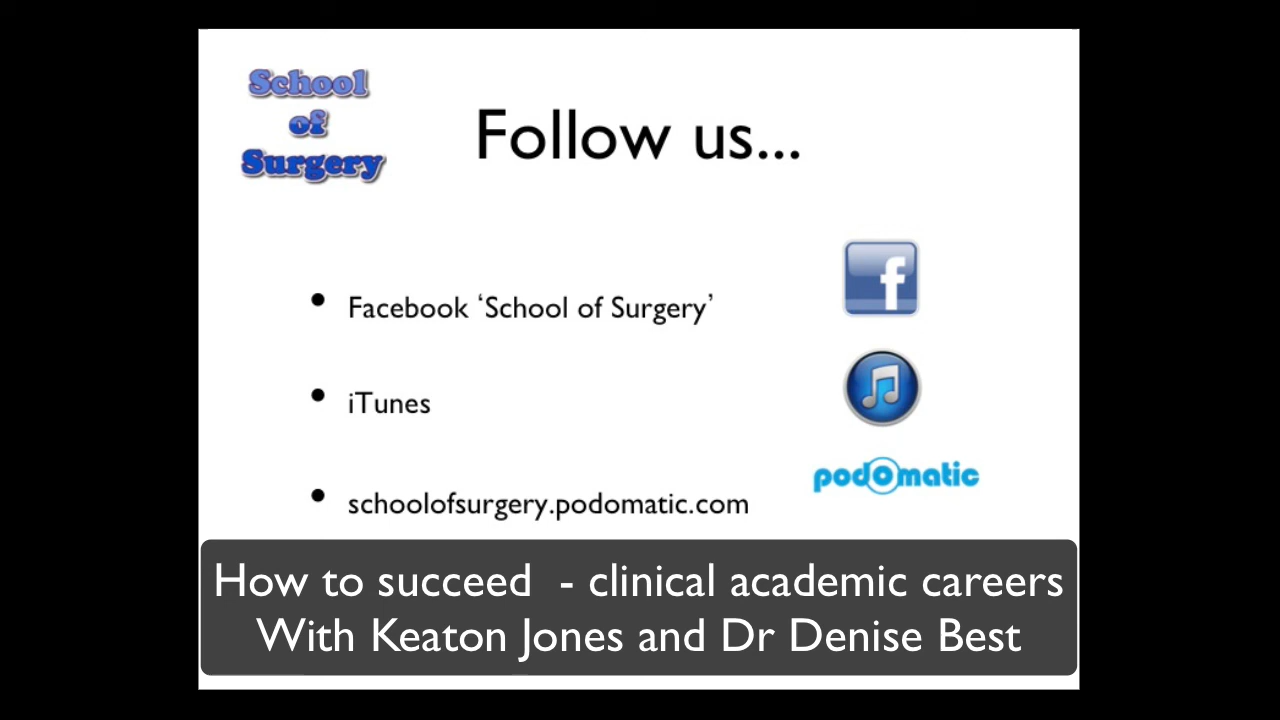 School
of
Surgery
Follow us...
• Facebook ‘School of Surgery’
• iTunes
• schoolofsurgery.podomatic.com
podomatic
How to succeed - clinical academic careers
With Keaton Jones and Dr Denise Best